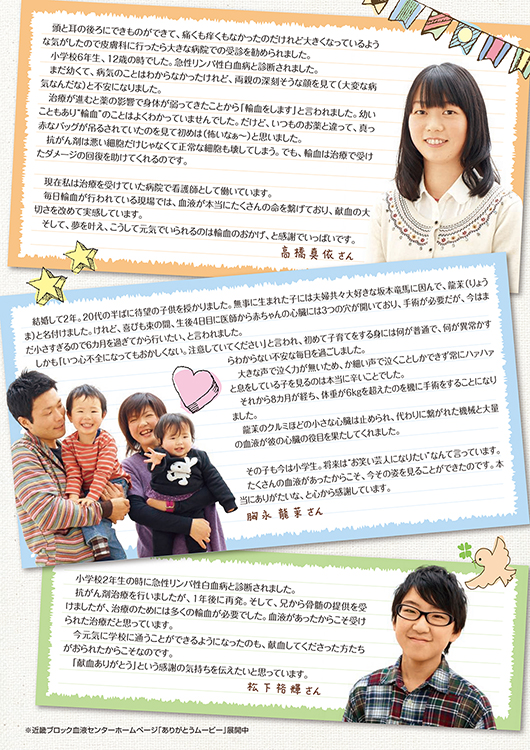 頭と耳の後ろにできものができて、痛くも痒くもなかったのだけれど大きくなっているよう
な気がしたので皮膚科に行ったら大きな病院での受診を勧められました。
小学校6年生、12歳の時でした。急性リンパ性白血病と診断されました。
まだ幼くて、病気のことはわからなかったけれど、両親の深刻そうな顔を見て（大変な病
気なんだな）と不安になりました。
治療が進むと薬の影響で身体が弱ってきたことから「輸血をします」と言われました。幼い
こともあり“輸血”のことはよくわかっていませんでした。だけど、いつものお薬と違って、真っ
赤なバッグが吊るされていたのを見て初めは（怖いなぁ～）と思いました。
抗がん剤は悪い細胞だけじゃなくて正常な細胞も壊してしまう。でも、輸血は治療で受け
たダメージの回復を助けてくれるのです。
現在私は治療を受けていた病院で看護師として働いています。
毎日輸血が行われている現場では、血液が本当にたくさんの命を繋げており、献血の大
切さを改めて実感しています。
そして、夢を叶え、こうして元気でいられるのは輸血のおかげ、と感謝でいっぱいです。
高橋真依さん
結婚して2年。20代の半ばに待望の子供を授かりました。無事に生まれた子には夫婦共々大好きな坂本竜馬に因んで、龍茉（りょう
ま）と名付けました。けれど、喜びも束の間、生後4日目に医師から赤ちゃんの心臓には3つの穴が開いており、手術が必要だが、今はま
だ小さすぎるので6カ月を過ぎてから行いたい、と言われました。
しかも「いつ心不全になってもおかしくない。注意していてください」と言われ、初めて子育てをする身には何が普通で、何が異常かす
らわからない不安な毎日を過ごしました。
大きな声で泣く力が無いため、か細い声で泣くことしかできず常にハァハァ
と息をしている子を見るのは本当に辛いことでした。
それから8カ月が経ち、体重が6kgを超えたのを機に手術をすることになり
ました。
龍茉のクルミほどの小さな心臓は止められ、代わりに繋がれた機械と大量
の血液が彼の心臓の役目を果たしてくれました。
その子も今は小学生。将来は“お笑い芸人になりたい”なんて言っています。
たくさんの血液があったからこそ、今その姿を見ることができたのです。本
当にありがたいな、と心から感謝しています。
胸永 龍茉さん
小学校2年生の時に急性リンパ性白血病と診断されました。
抗がん剤治療を行いましたが、1年後に再発。そして、兄から骨髄の提供を受
けましたが、治療のためには多くの輸血が必要でした。血液があったからこそ受け
られた治療だと思っています。
今元気に学校に通うことができるようになったのも、献血してくださった方たち
がおられたからこそなのです。
「献血ありがとう」という感謝の気持ちを伝えたいと思っています。
松下裕輝さん
※近畿ブロック血液センターホームページ「ありがとうムービー」展開中